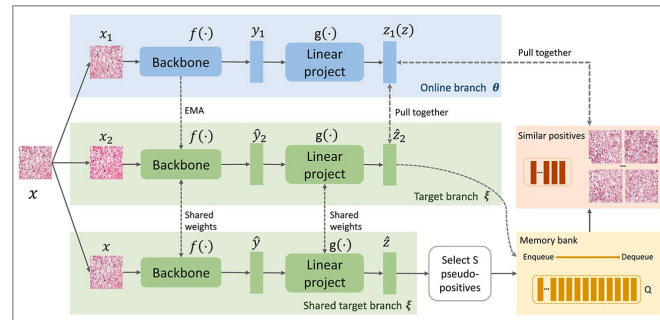 x₁
f(·)
y₁
g(·)
z₁(z)
Backbone
Linear
project
Online branch θ
Pull together
EMA
Pull together
x₂
f(·)
ŷ₂
g(·)
ẑ₂
Backbone
Linear
project
Target branch ξ
x
Similar positives
...
...
...
Shared
weights
Shared
weights
x
f(·)
ŷ
g(·)
ẑ
Backbone
Linear
project
Shared target branch ξ
Select S
pseudo-
positives
Memory bank
Enqueue
Dequeue
...
Q